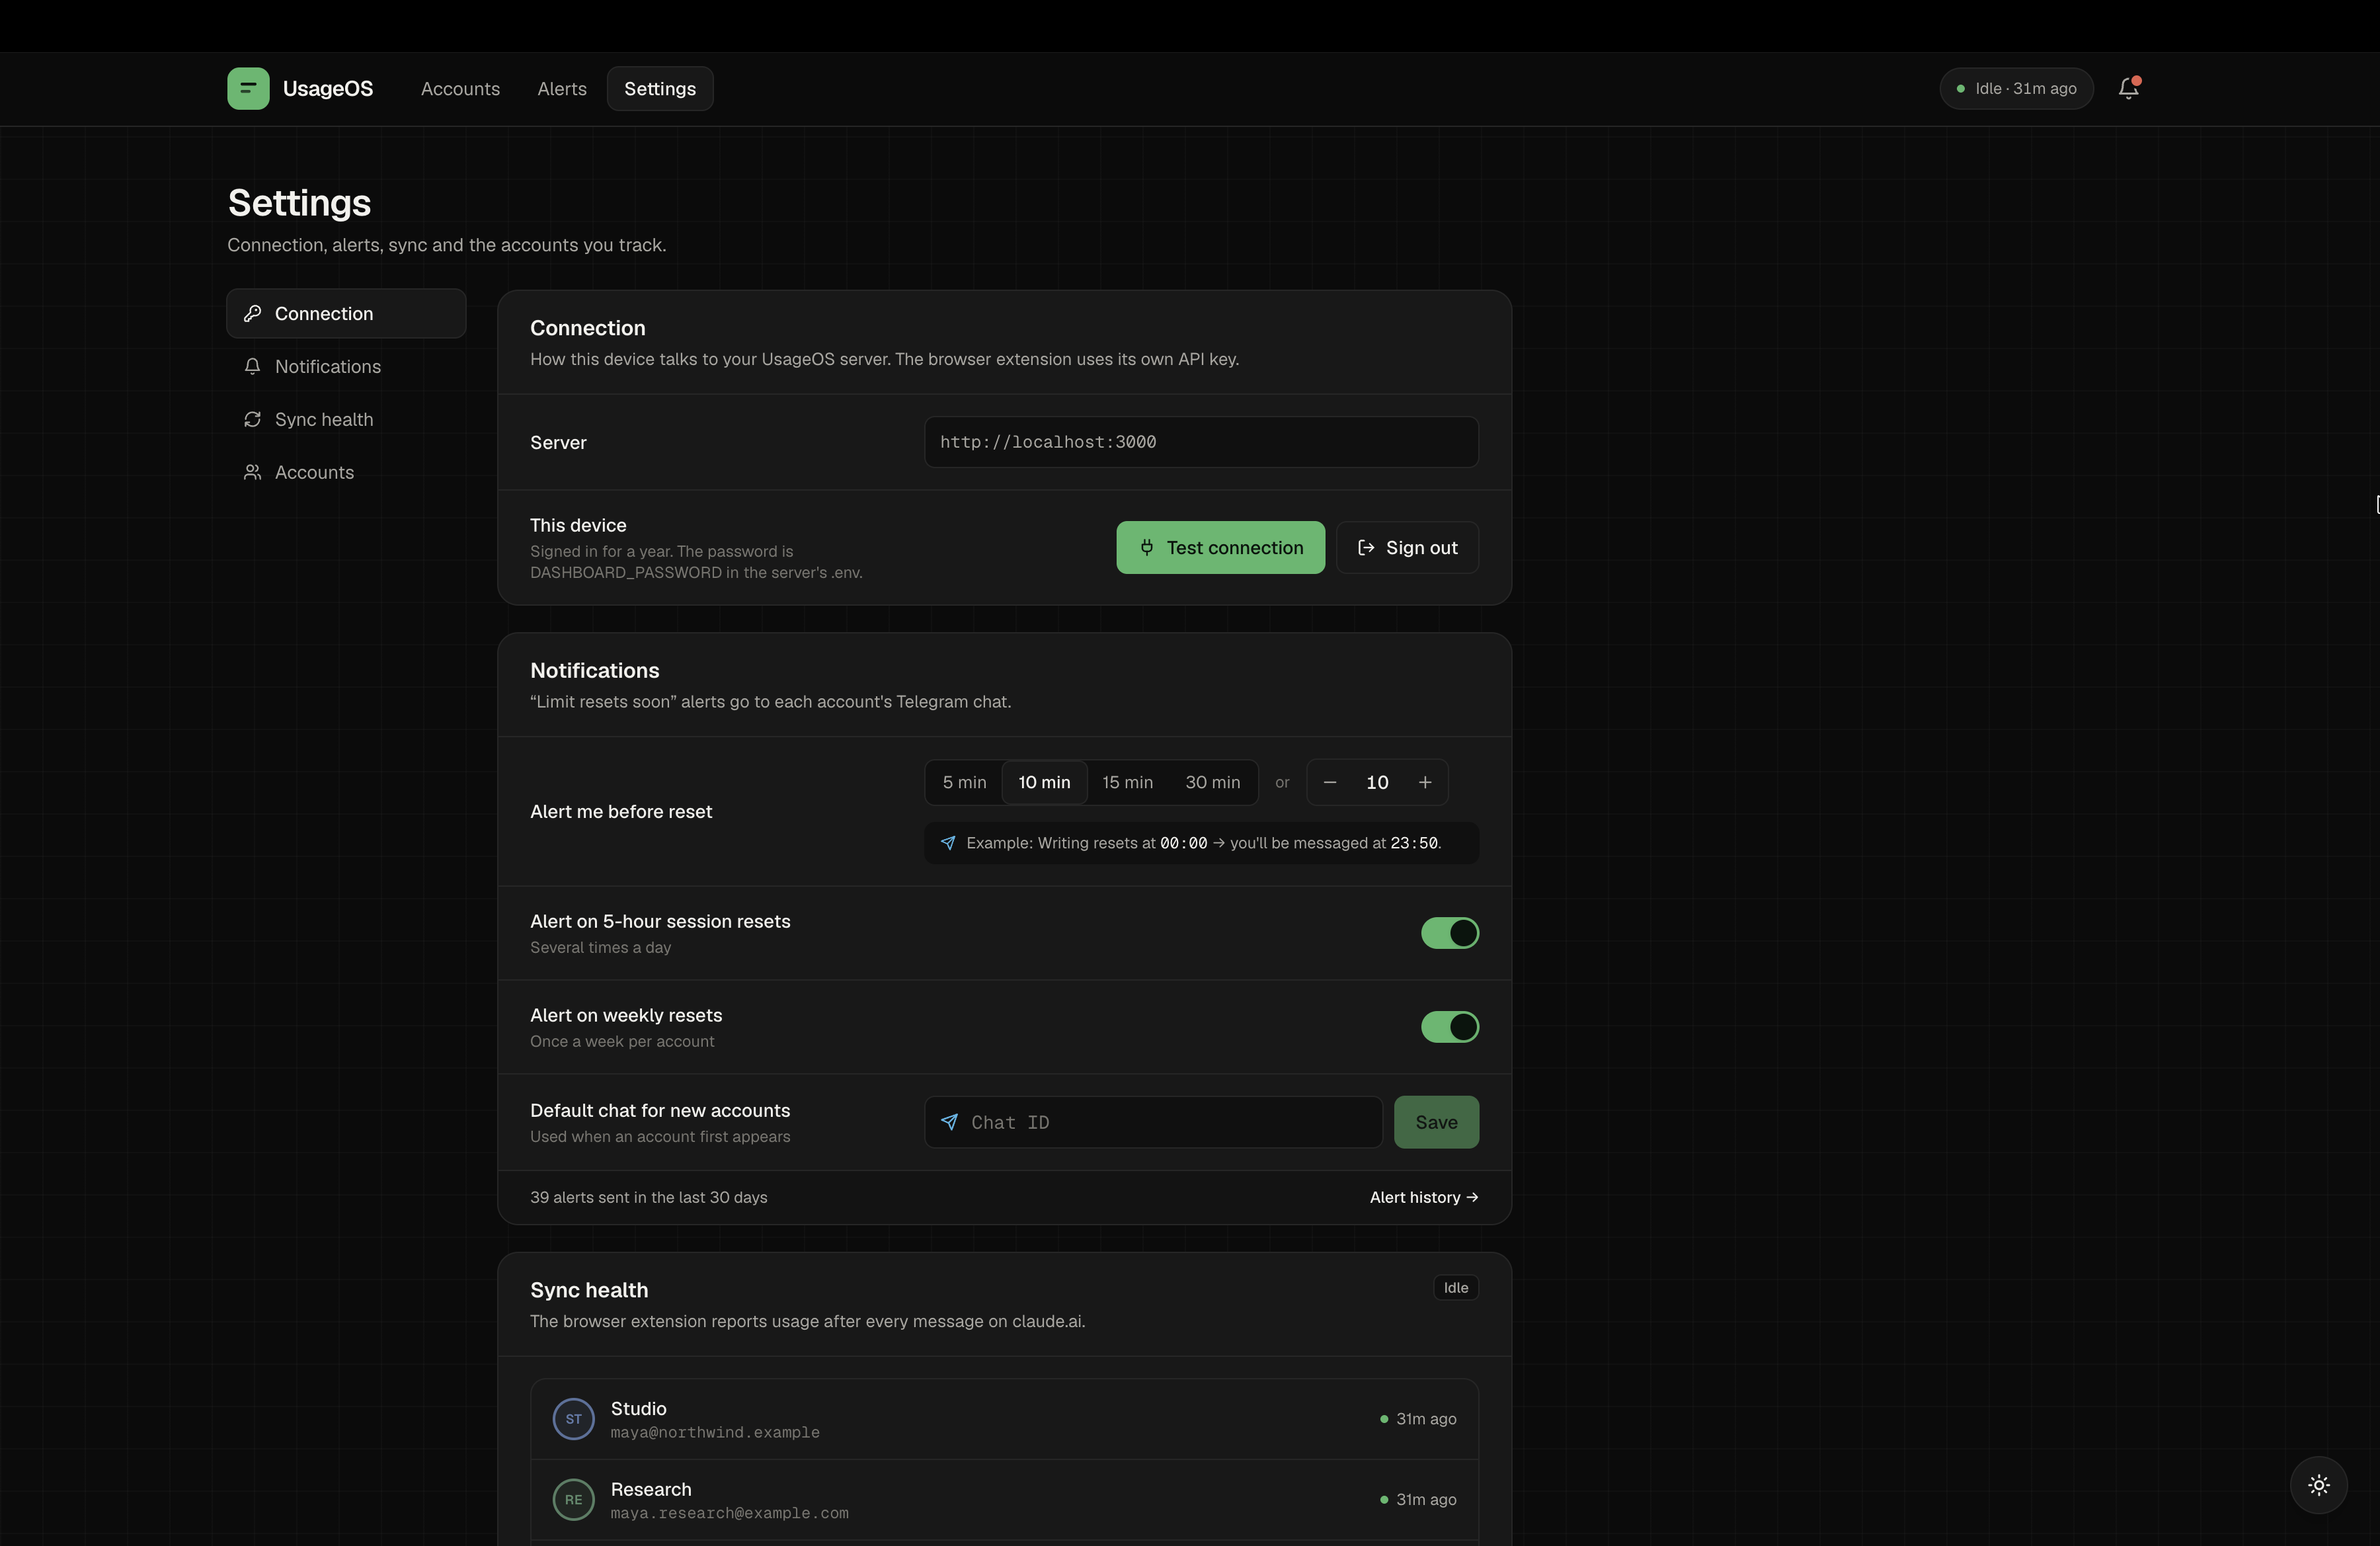 UsageOS
Accounts
Alerts
Settings
Idle · 31m ago
Settings
Connection, alerts, sync and the accounts you track.
Connection
Notifications
Sync health
Accounts
Connection
How this device talks to your UsageOS server. The browser extension uses its own API key.
Server
http://localhost:3000
This device
Signed in for a year. The password is
DASHBOARD_PASSWORD in the server's .env.
Test connection
Sign out
Notifications
“Limit resets soon” alerts go to each account's Telegram chat.
Alert me before reset
5 min
10 min
15 min
30 min
or
− 10 +
Example: Writing resets at 00:00 → you'll be messaged at 23:50.
Alert on 5-hour session resets
Several times a day
Alert on weekly resets
Once a week per account
Default chat for new accounts
Used when an account first appears
Chat ID
Save
39 alerts sent in the last 30 days
Alert history →
Sync health
Idle
The browser extension reports usage after every message on claude.ai.
ST
Studio
maya@northwind.example
31m ago
RE
Research
maya.research@example.com
31m ago